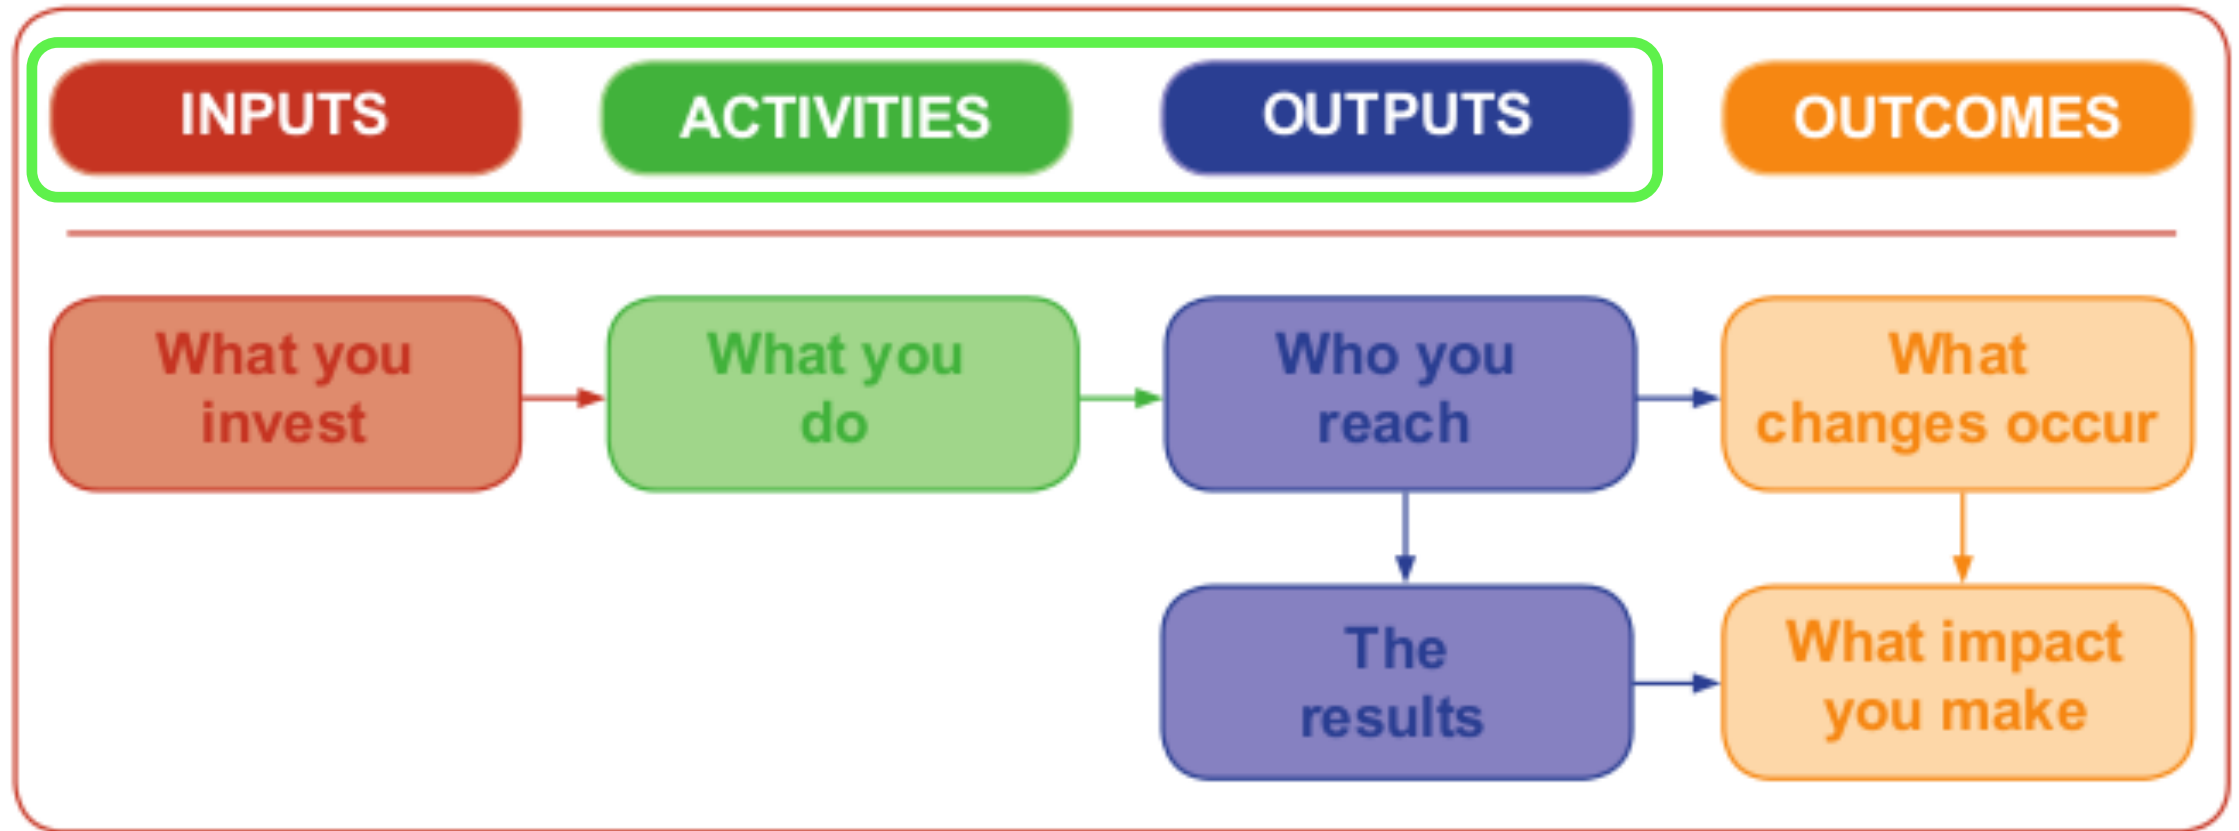 INPUTS
ACTIVITIES
OUTPUTS
OUTCOMES
What you
invest
What you
do
Who you
reach
What
changes occur
The
results
What impact
you make